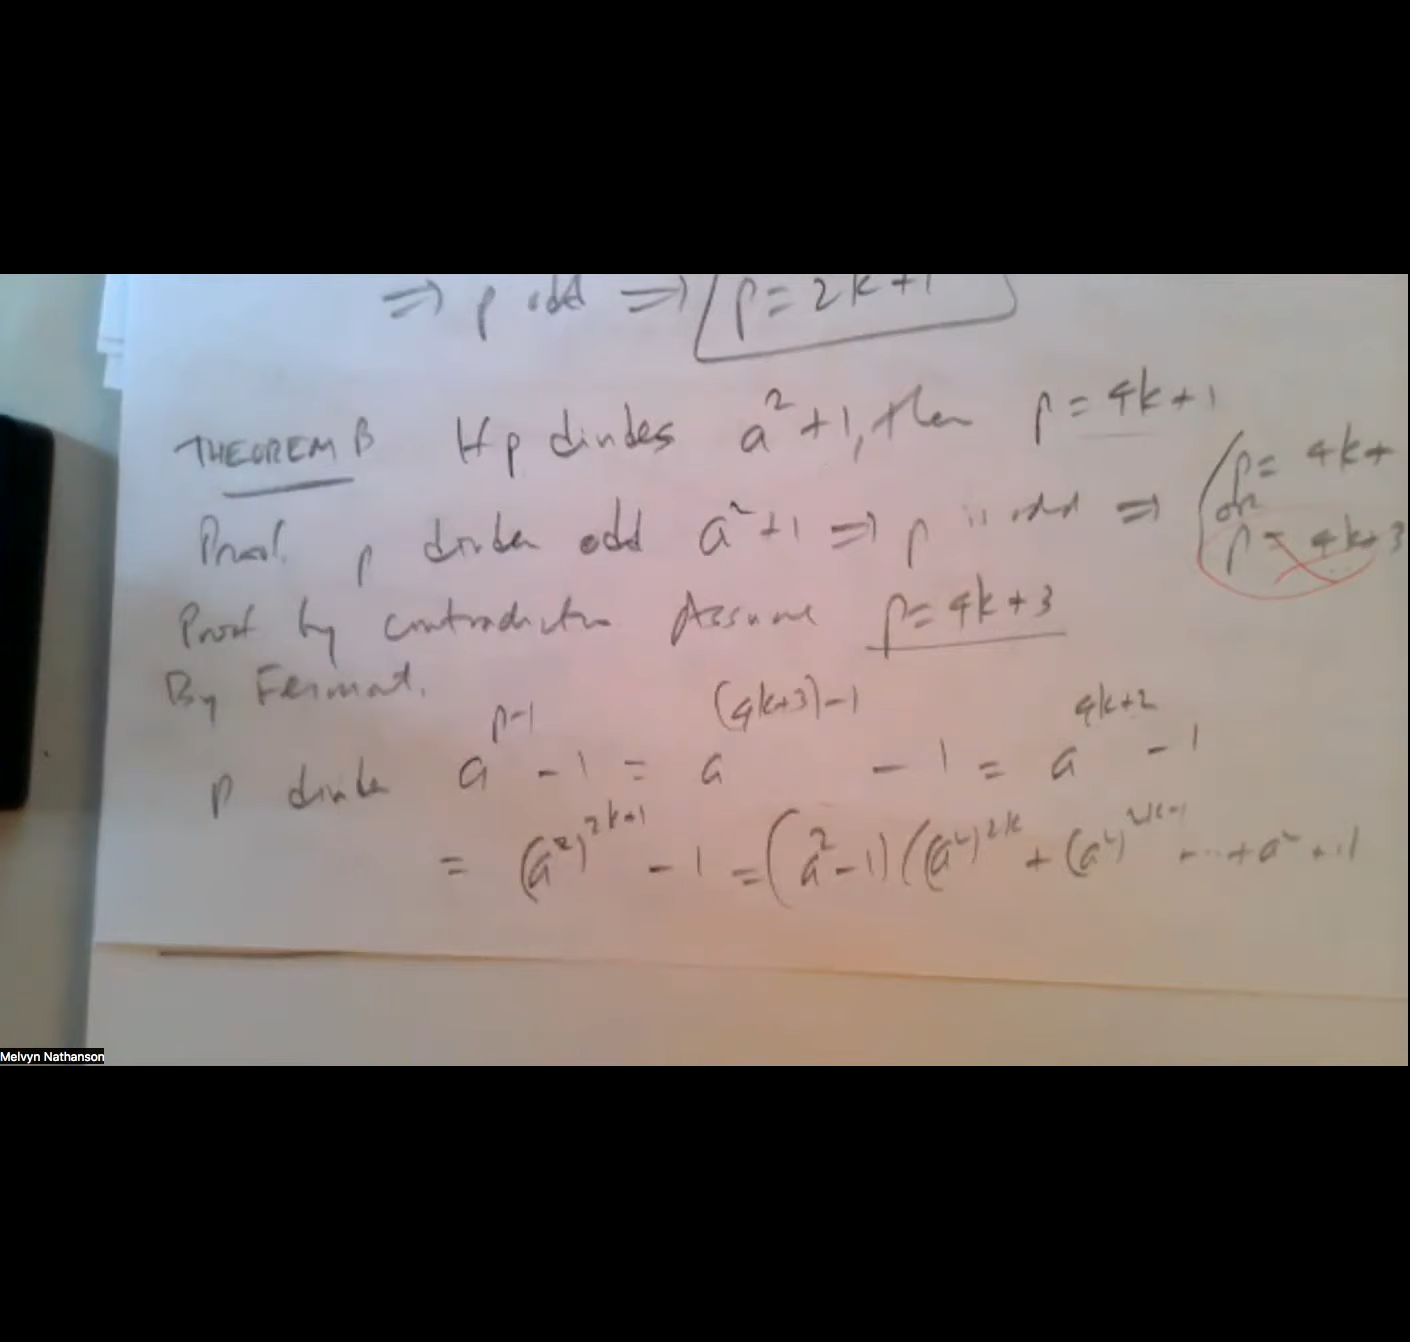 ⇒ p odd ⇒ p = 2k+1
THEOREM B If p divides a²+1, then p = 4k+1
Proof. p divides odd a²+1 ⇒ p is odd ⇒ p = 4k+
or
p = 4k+3
Proof by contradiction Assume p = 4k+3
By Fermat,
p divides a^(p-1) - 1 = a^((4k+3)-1) - 1 = a^(4k+2) - 1
= (a²)^(2k+1) - 1 = (a²-1)((a²)^(2k) + (a²)^(2k-1) + ... + a² + 1
Melvyn Nathanson